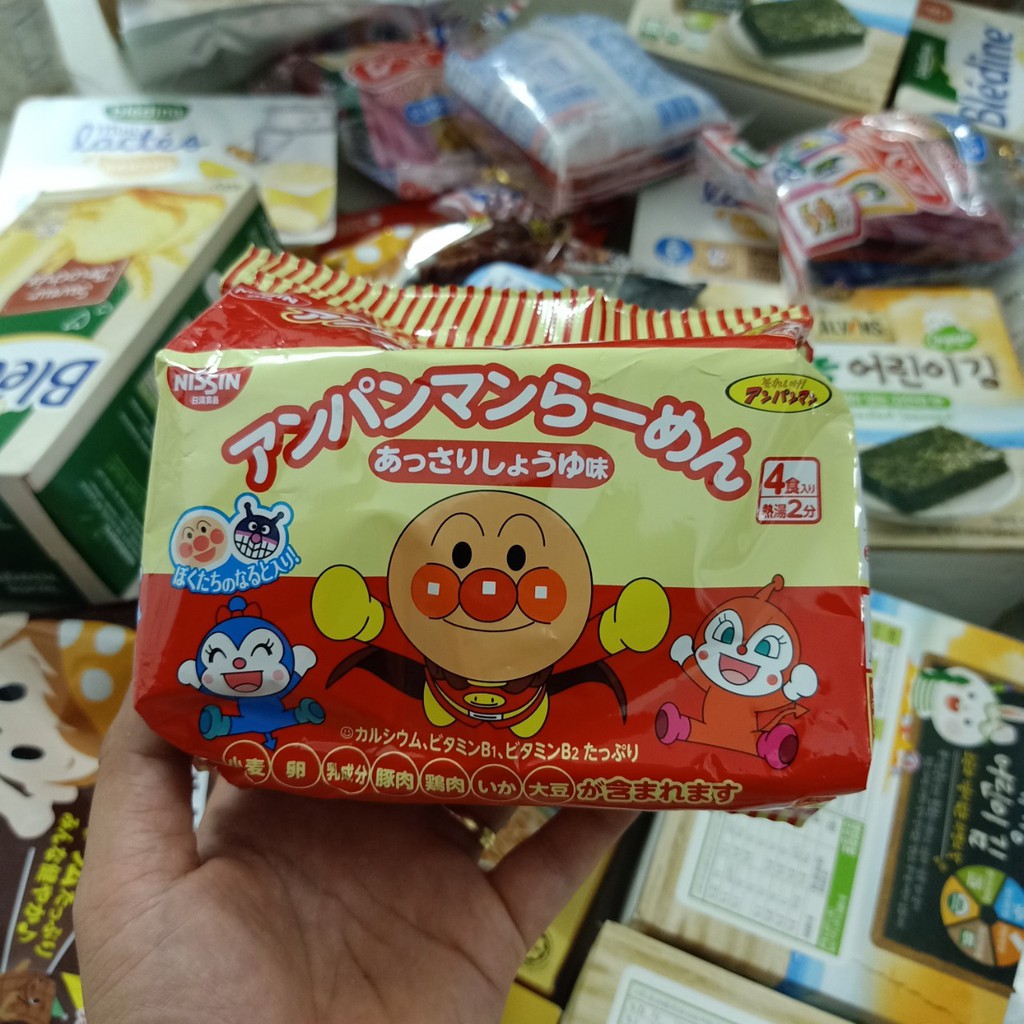 Blédine
lactés
ALVINS
어린이김
Blé
NISSIN
日清食品
NISSIN
それいけ!
アンパンマン
アンパンマンらーめん
あっさりしょうゆ味
4食入り
熱湯2分
ぼくたちのなると入り!
カルシウム、ビタミンB1、ビタミンB2 たっぷり
小麦 卵 乳成分 豚肉 鶏肉 いか 大豆 が含まれます